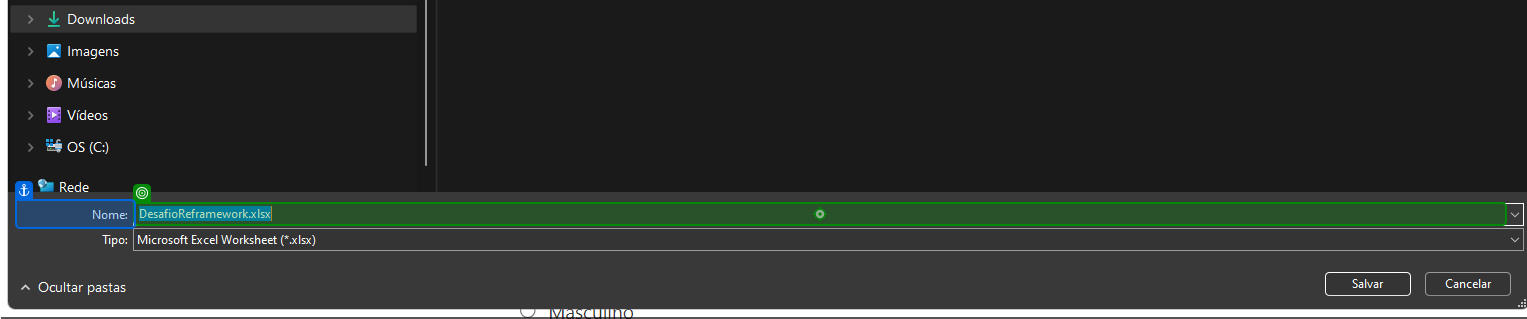 Downloads
Imagens
Músicas
Vídeos
OS (C:)
Rede
Nome: DesafioReframework.xlsx
Tipo: Microsoft Excel Worksheet (*.xlsx)
Ocultar pastas
Salvar
Cancelar
Masculino